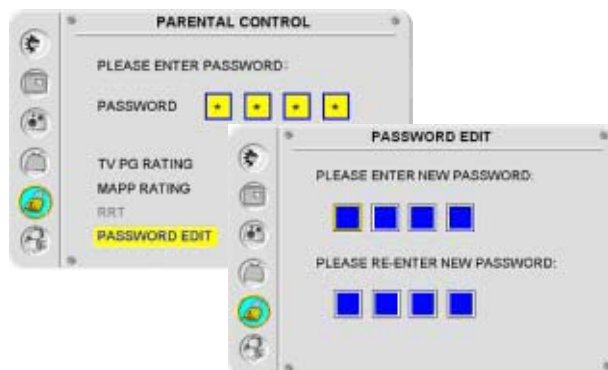 PARENTAL CONTROL
PLEASE ENTER PASSWORD:
PASSWORD * * * *
TV PG RATING
MAPP RATING
RRT
PASSWORD EDIT
PASSWORD EDIT
PLEASE ENTER NEW PASSWORD:
PLEASE RE-ENTER NEW PASSWORD: